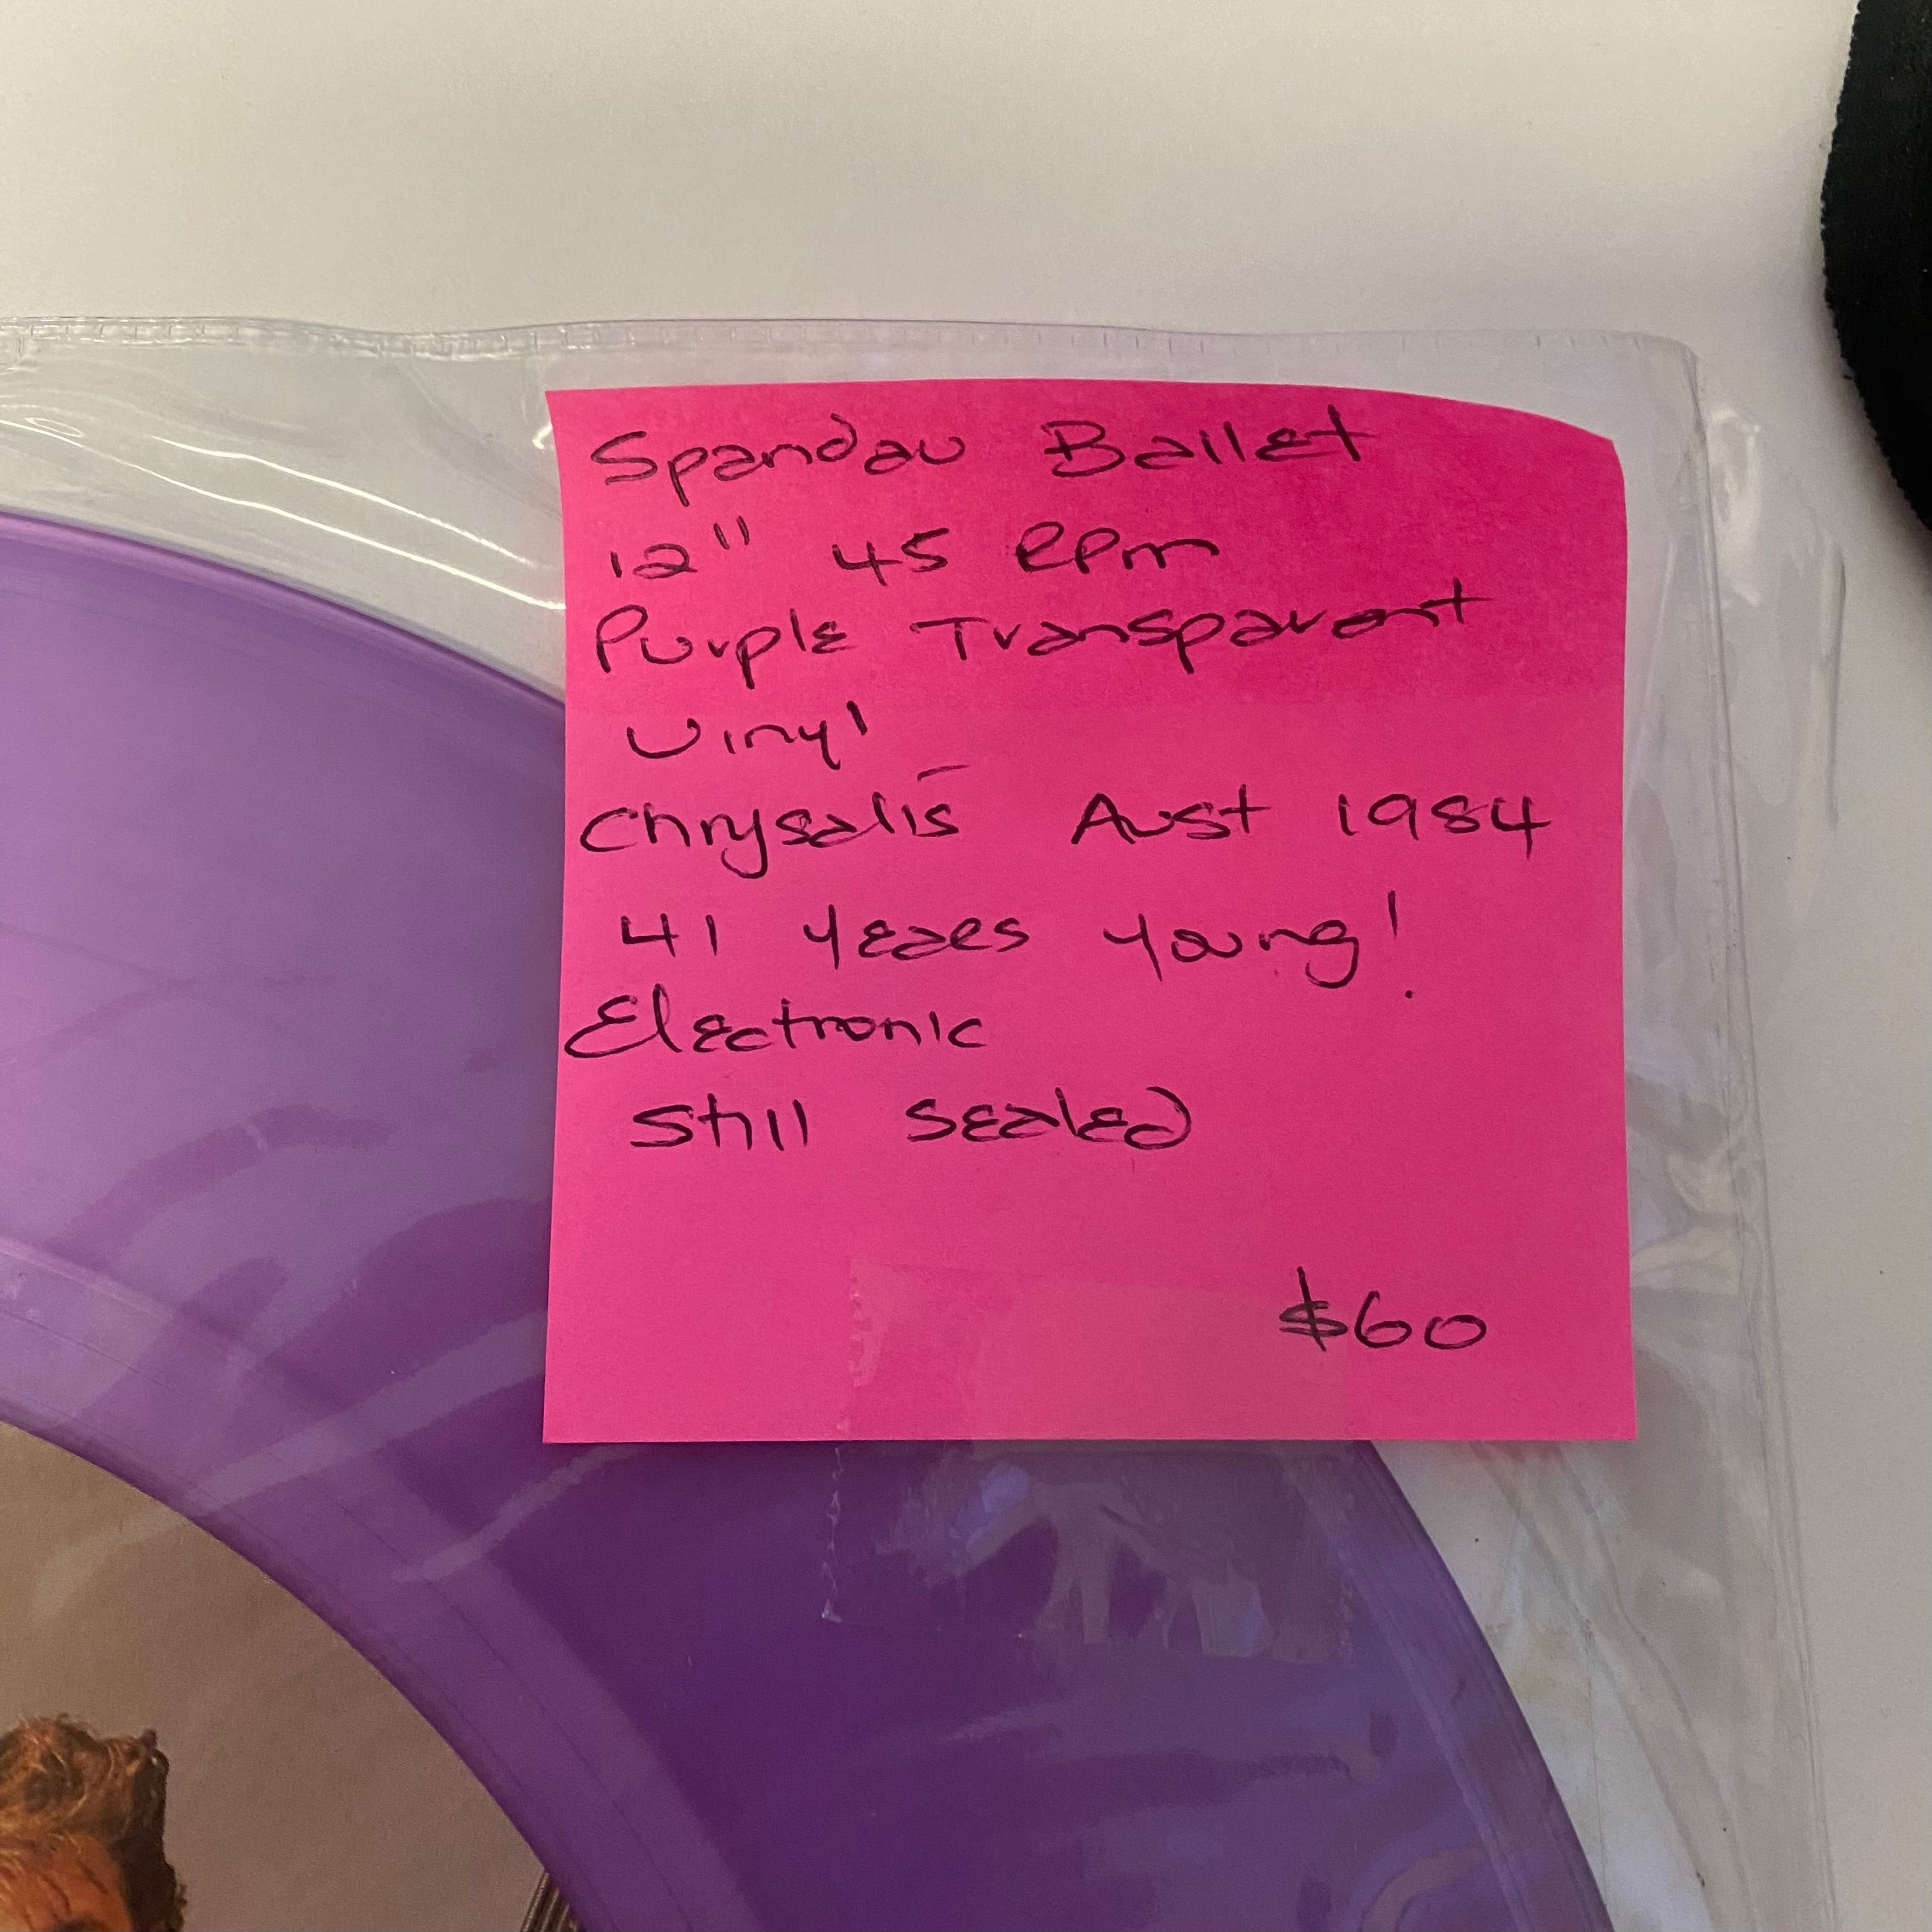 Spandau Ballet
12" 45 RPM
Purple Transparent
Vinyl
Chrysalis Aust 1984
41 years young!
Electronic
Still sealed
$60